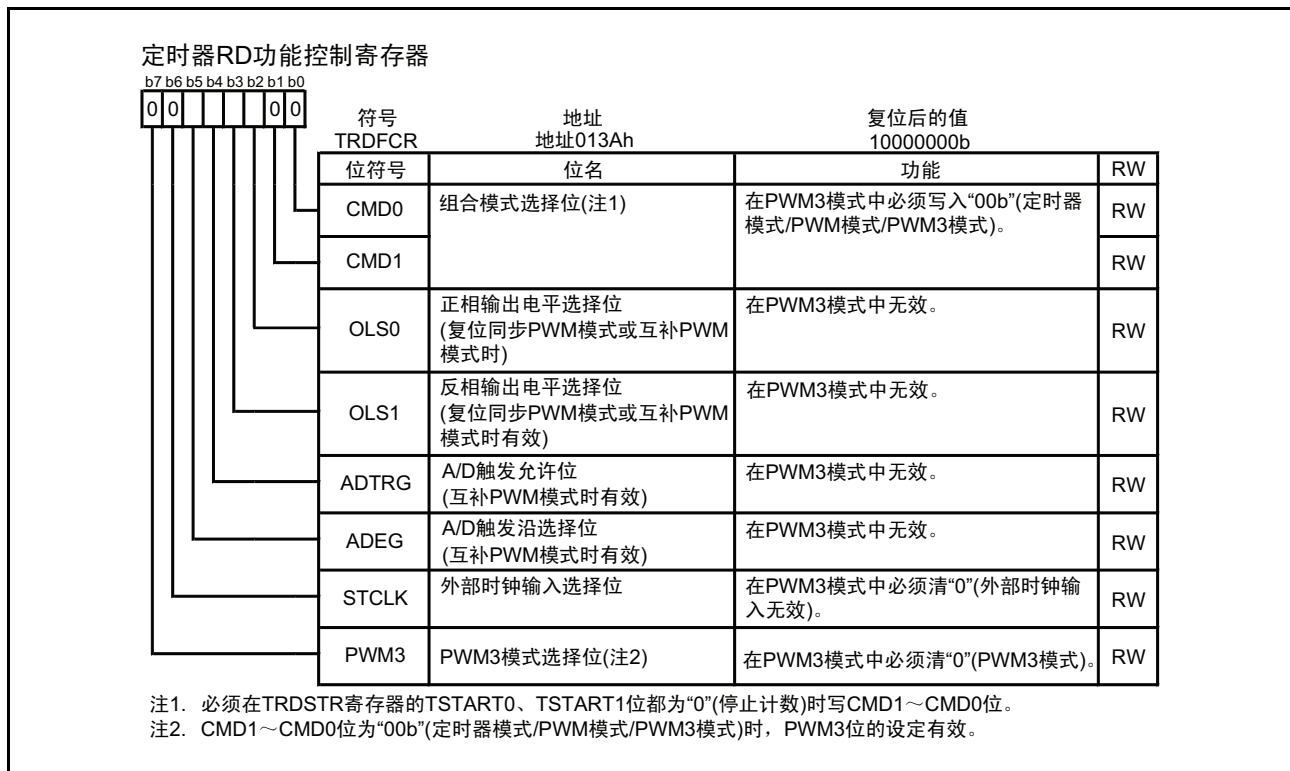 定时器RD功能控制寄存器
b7 b6 b5 b4 b3 b2 b1 b0
0 0 0 0
符号 地址 复位后的值
TRDFCR 地址013Ah 10000000b
位符号 位名 功能 RW
CMD0 组合模式选择位(注1) 在PWM3模式中必须写入“00b”(定时器
模式/PWM模式/PWM3模式)。 RW
CMD1 RW
OLS0 正相输出电平选择位
(复位同步PWM模式或互补PWM
模式时) 在PWM3模式中无效。 RW
OLS1 反相输出电平选择位
(复位同步PWM模式或互补PWM
模式时有效) 在PWM3模式中无效。 RW
ADTRG A/D触发允许位
(互补PWM模式时有效) 在PWM3模式中无效。 RW
ADEG A/D触发沿选择位
(互补PWM模式时有效) 在PWM3模式中无效。 RW
STCLK 外部时钟输入选择位 在PWM3模式中必须清“0”(外部时钟输
入无效)。 RW
PWM3 PWM3模式选择位(注2) 在PWM3模式中必须清“0”(PWM3模式)。 RW
注1. 必须在TRDSTR寄存器的TSTART0、TSTART1位都为“0”(停止计数)时写CMD1～CMD0位。
注2. CMD1～CMD0位为“00b”(定时器模式/PWM模式/PWM3模式)时，PWM3位的设定有效。